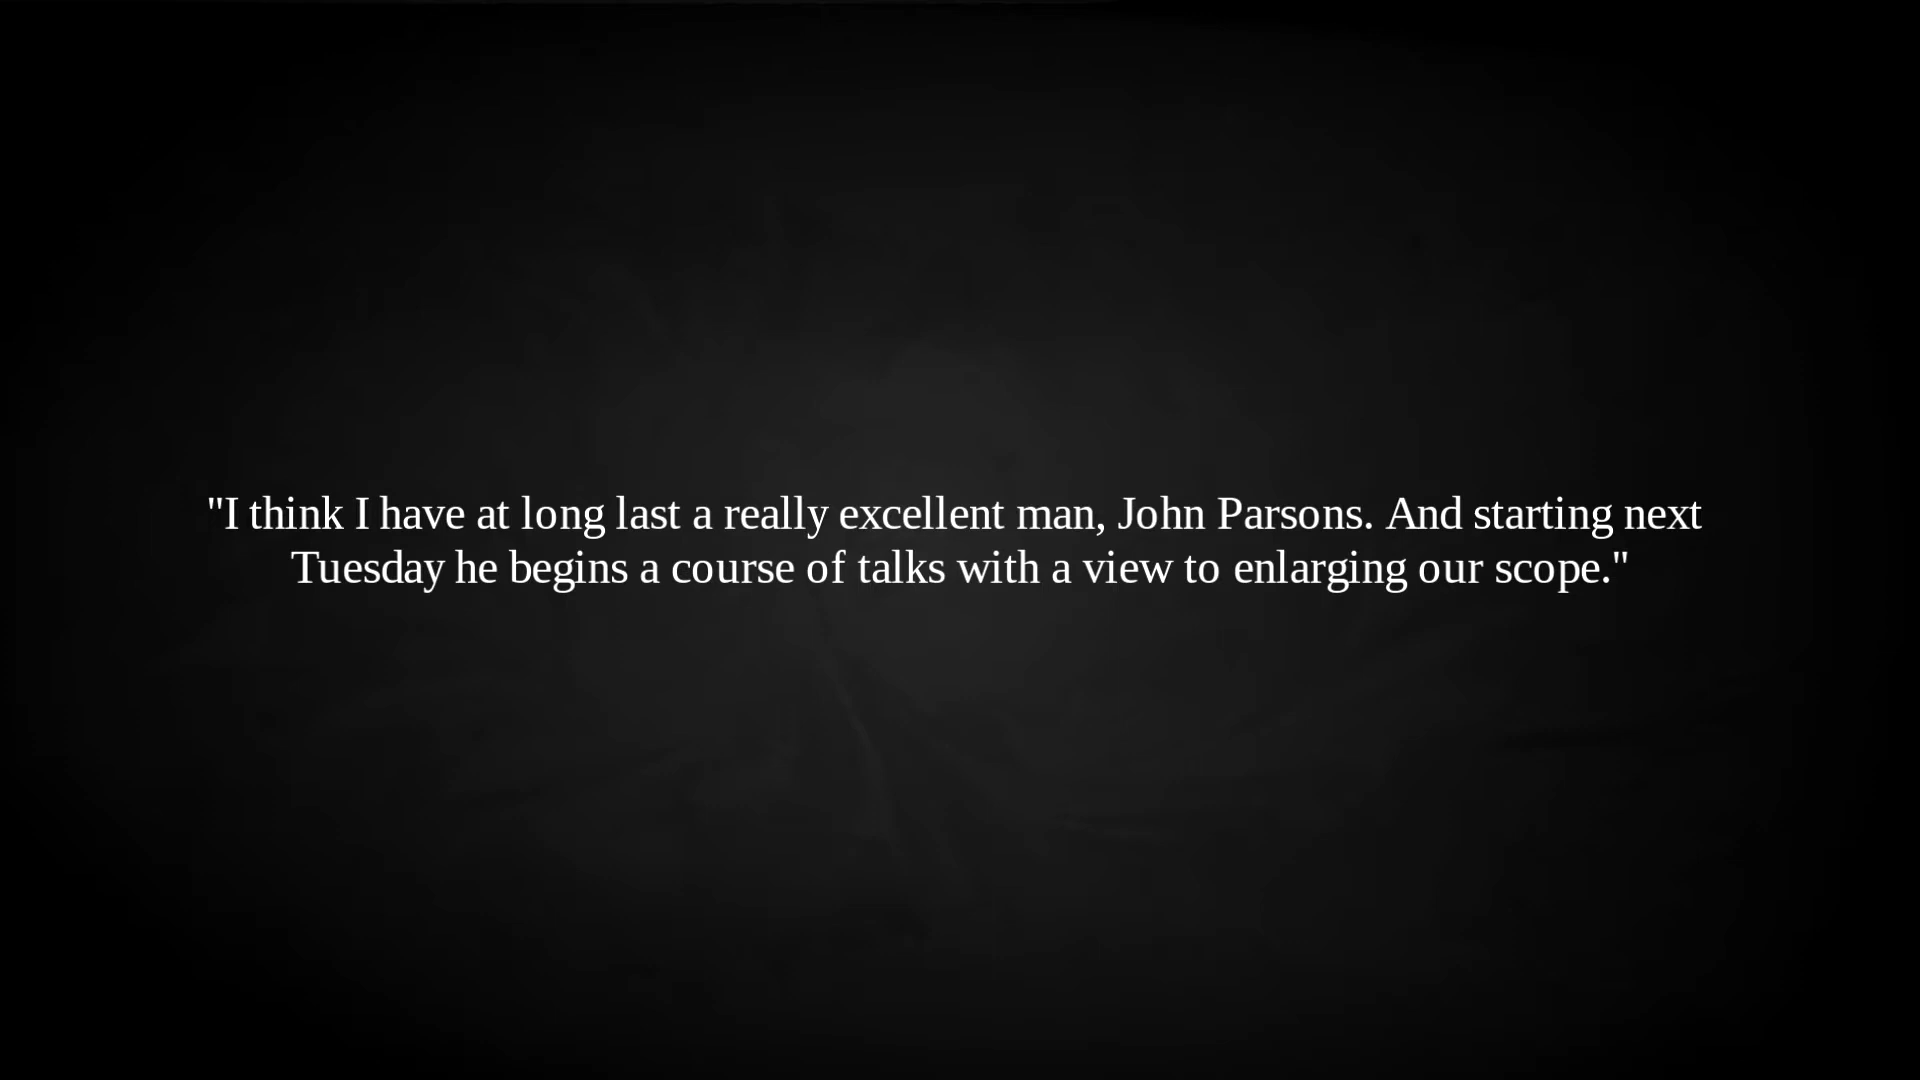 "I think I have at long last a really excellent man, John Parsons. And starting next
Tuesday he begins a course of talks with a view to enlarging our scope."